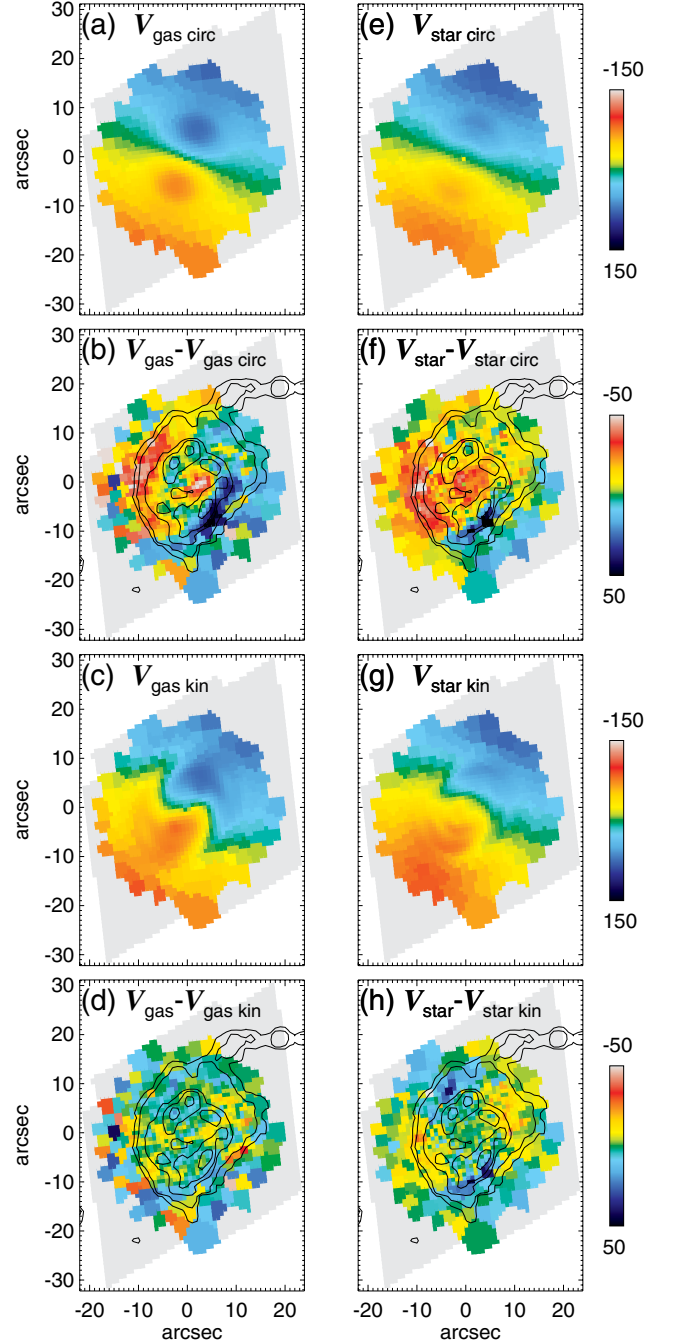 (a) V gas circ
(e) V star circ
30
20
10
0
-10
-20
-30
arcsec
-150
150
(b) V gas-V gas circ
(f) V star-V star circ
30
20
10
0
-10
-20
-30
arcsec
-50
50
(c) V gas kin
(g) V star kin
30
20
10
0
-10
-20
-30
arcsec
-150
150
(d) V gas-V gas kin
(h) V star-V star kin
30
20
10
0
-10
-20
-30
arcsec
-50
50
-20 -10 0 10 20
-20 -10 0 10 20
arcsec
arcsec